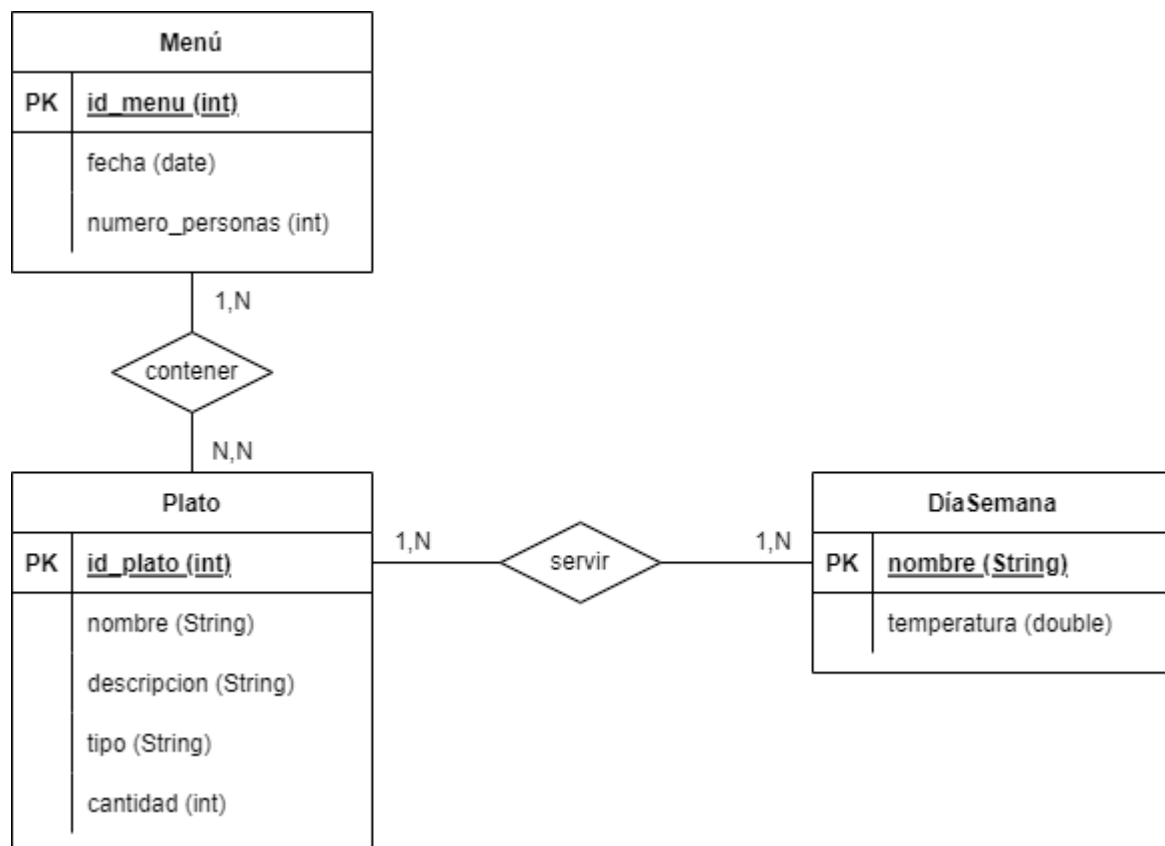 Menú
PK id_menu (int)
fecha (date)
numero_personas (int)
1,N
contener
N,N
Plato
PK id_plato (int)
nombre (String)
descripcion (String)
tipo (String)
cantidad (int)
1,N
servir
1,N
DíaSemana
PK nombre (String)
temperatura (double)